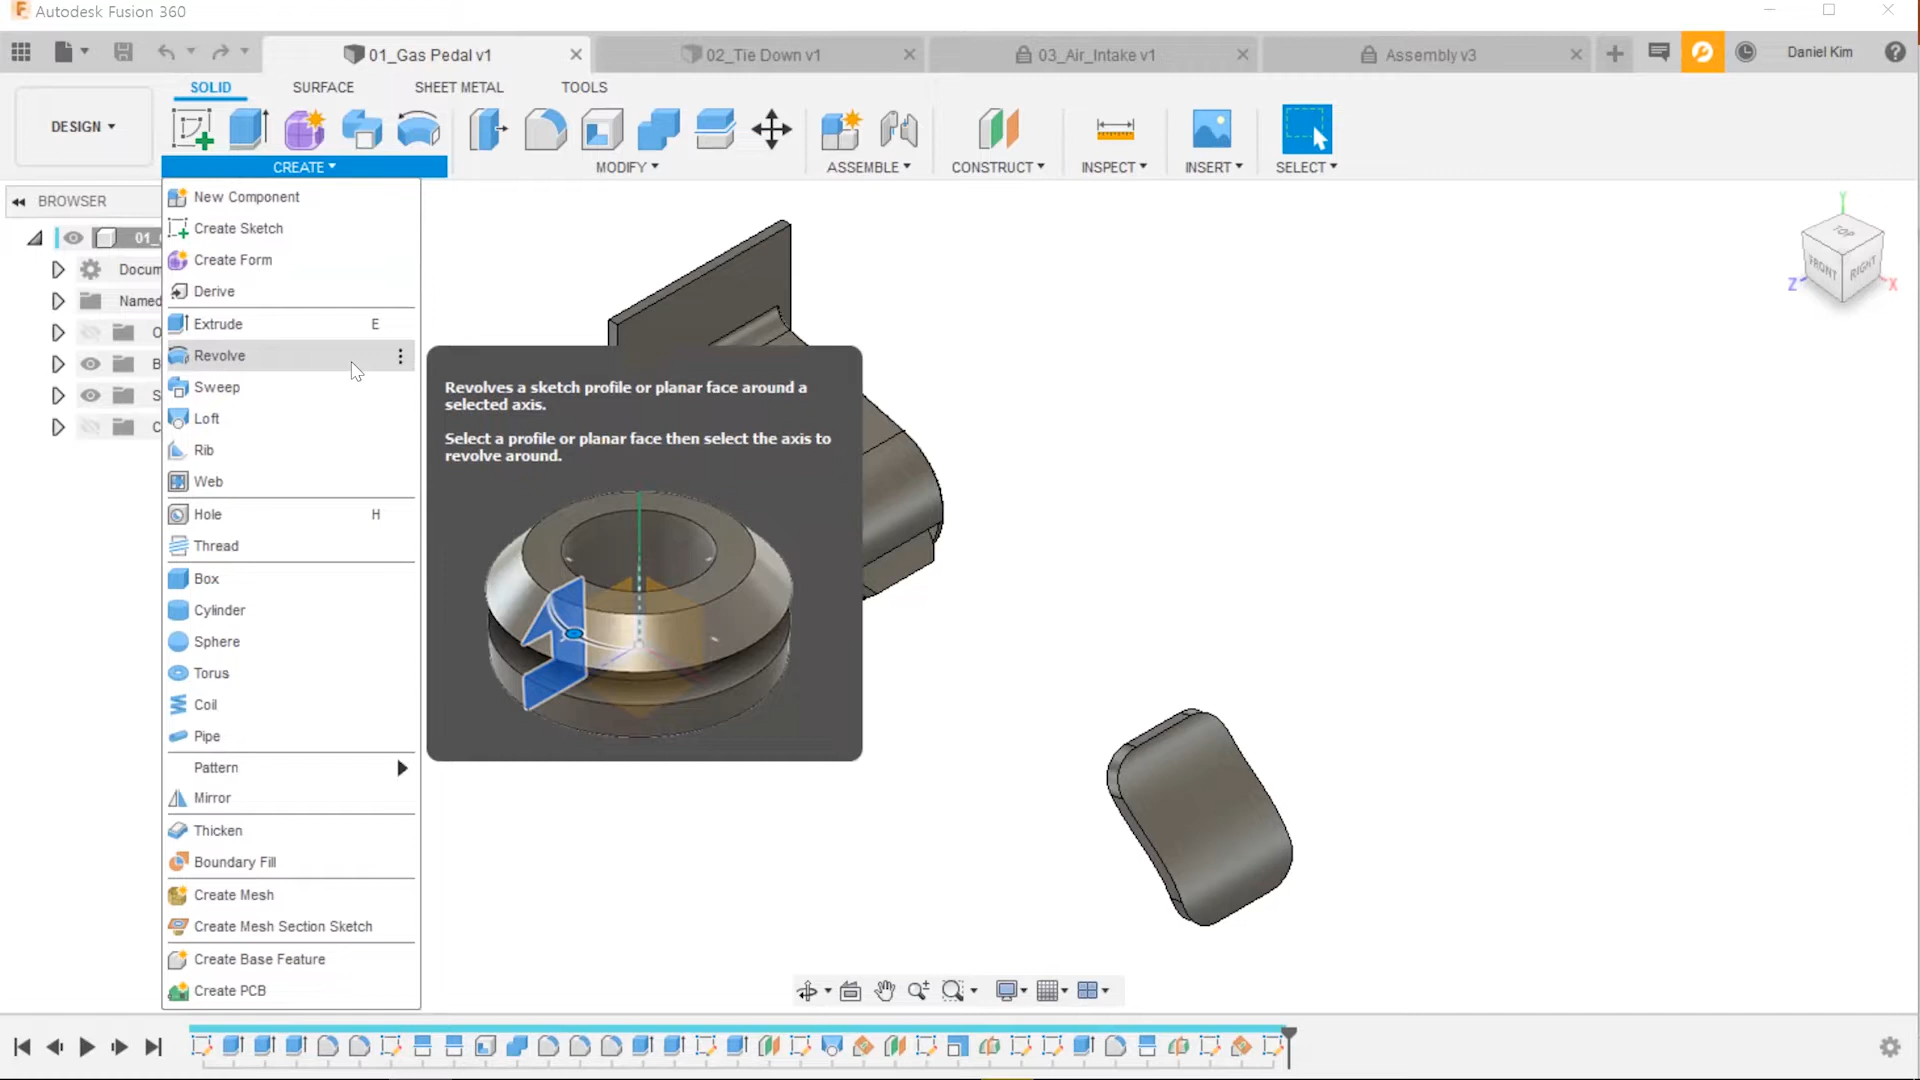 Autodesk Fusion 360
01_Gas Pedal v1
02_Tie Down v1
03_Air_Intake v1
Assembly v3
Daniel Kim
SOLID
SURFACE
SHEET METAL
TOOLS
DESIGN
CREATE
MODIFY
ASSEMBLE
CONSTRUCT
INSPECT
INSERT
SELECT
BROWSER
01_
Docum
Named
O
B
S
C
New Component
Create Sketch
Create Form
Derive
Extrude E
Revolve
Sweep
Loft
Rib
Web
Hole H
Thread
Box
Cylinder
Sphere
Torus
Coil
Pipe
Pattern
Mirror
Thicken
Boundary Fill
Create Mesh
Create Mesh Section Sketch
Create Base Feature
Create PCB
Revolves a sketch profile or planar face around a
selected axis.
Select a profile or planar face then select the axis to
revolve around.
Y
TOP
FRONT
RIGHT
Z
X